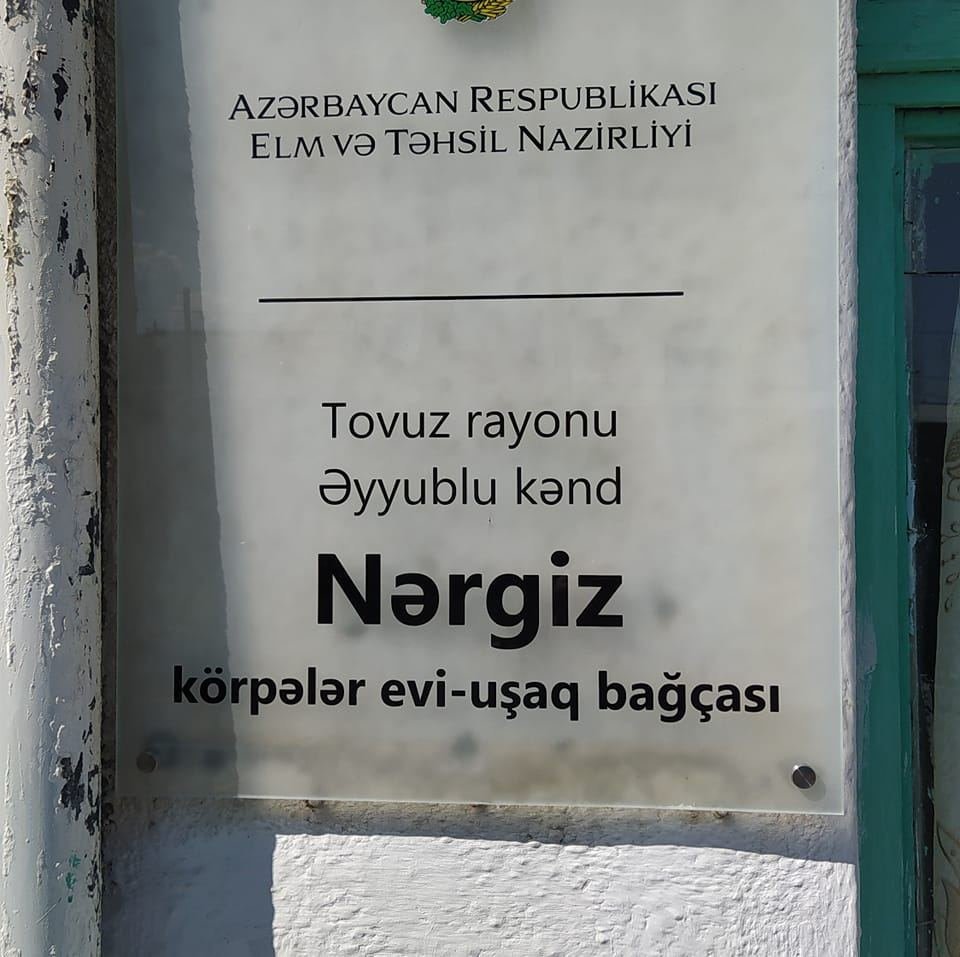 AZƏRBAYCAN RESPUBLİKASI
ELM VƏ TƏHSİL NAZİRLİYİ
Tovuz rayonu
Əyyublu kənd
Nərgiz
körpələr evi-uşaq bağçası